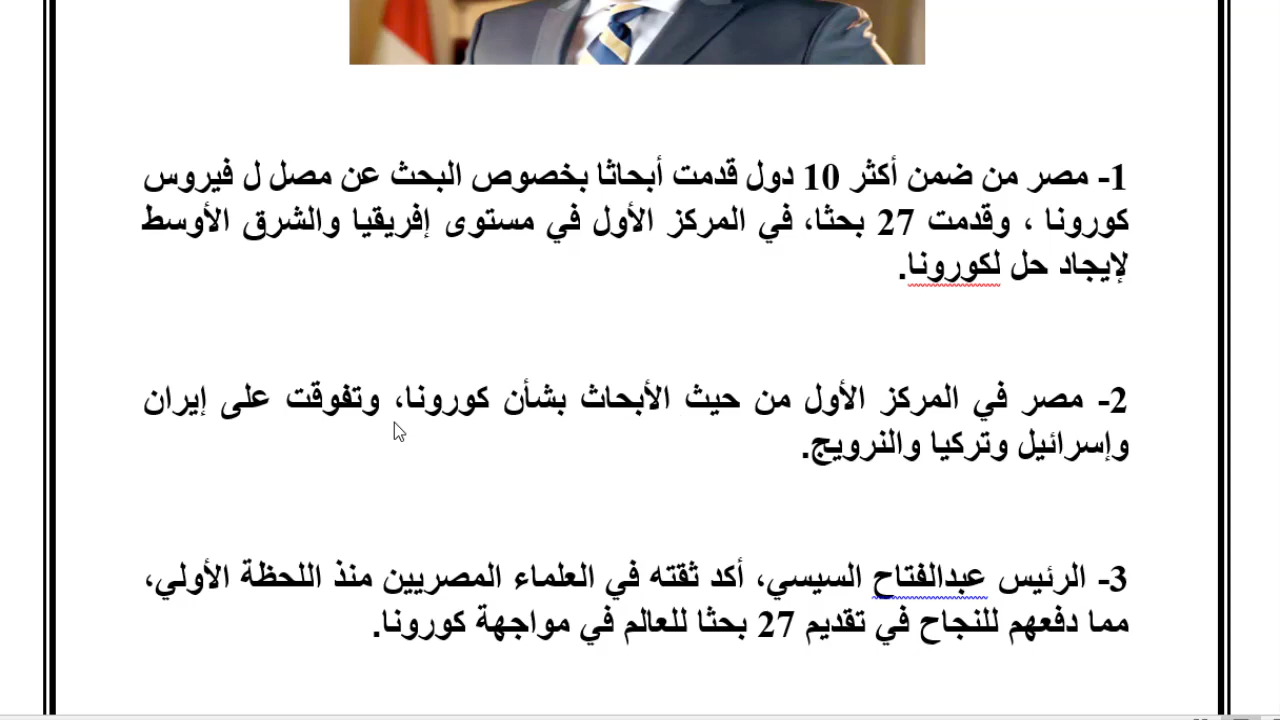 1- مصر من ضمن أكثر 10 دول قدمت أبحاثا بخصوص البحث عن مصل ل فيروس
كورونا ، وقدمت 27 بحثا، في المركز الأول في مستوى إفريقيا والشرق الأوسط
لإيجاد حل لكورونا.
2- مصر في المركز الأول من حيث الأبحاث بشأن كورونا، وتفوقت على إيران
وإسرائيل وتركيا والنرويج.
3- الرئيس عبدالفتاح السيسي، أكد ثقته في العلماء المصريين منذ اللحظة الأولي،
مما دفعهم للنجاح في تقديم 27 بحثا للعالم في مواجهة كورونا.